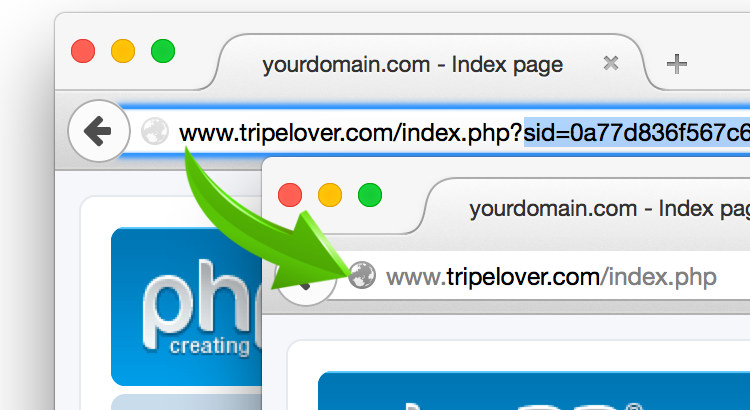 yourdomain.com - Index page
www.tripelover.com/index.php?sid=0a77d836f567c6
yourdomain.com - Index pag
www.tripelover.com/index.php
php
creating